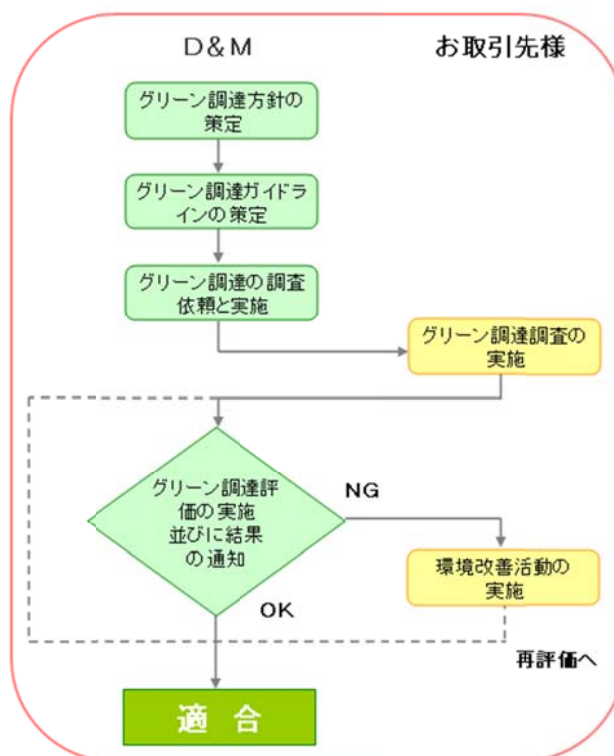 D&M
お取引先様
グリーン調達方針の
策定
グリーン調達ガイドラ
インの策定
グリーン調達の調査
依頼と実施
グリーン調達調査の
実施
グリーン調達評
価の実施
並びに結果
の通知
NG
環境改善活動の
実施
OK
再評価へ
適 合